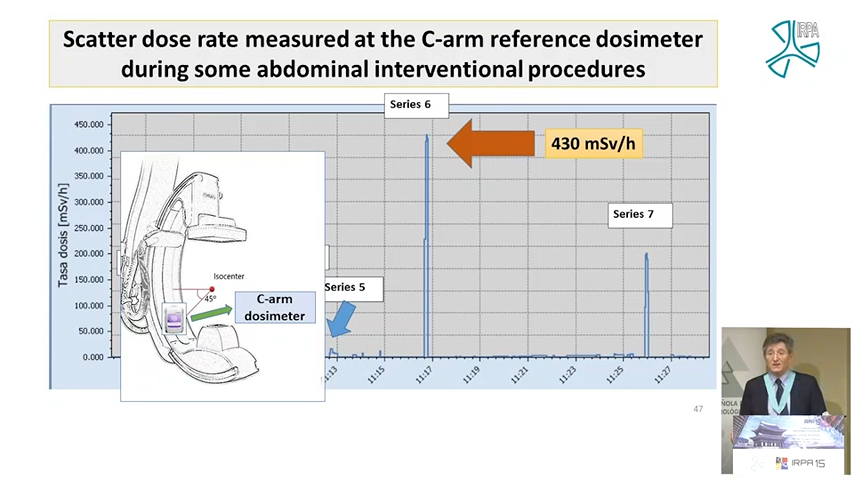 Scatter dose rate measured at the C-arm reference dosimeter
during some abdominal interventional procedures
IRPA
Series 6
450.000
400.000
350.000
300.000
250.000
200.000
150.000
100.000
50.000
0.000
Tasa dosis [mSv/h]
430 mSv/h
Series 7
Isocenter
45º
C-arm
dosimeter
Series 5
:13
11:15
11:17
11:19
11:21
11:23
11:25
11:27
47
IRPA 15